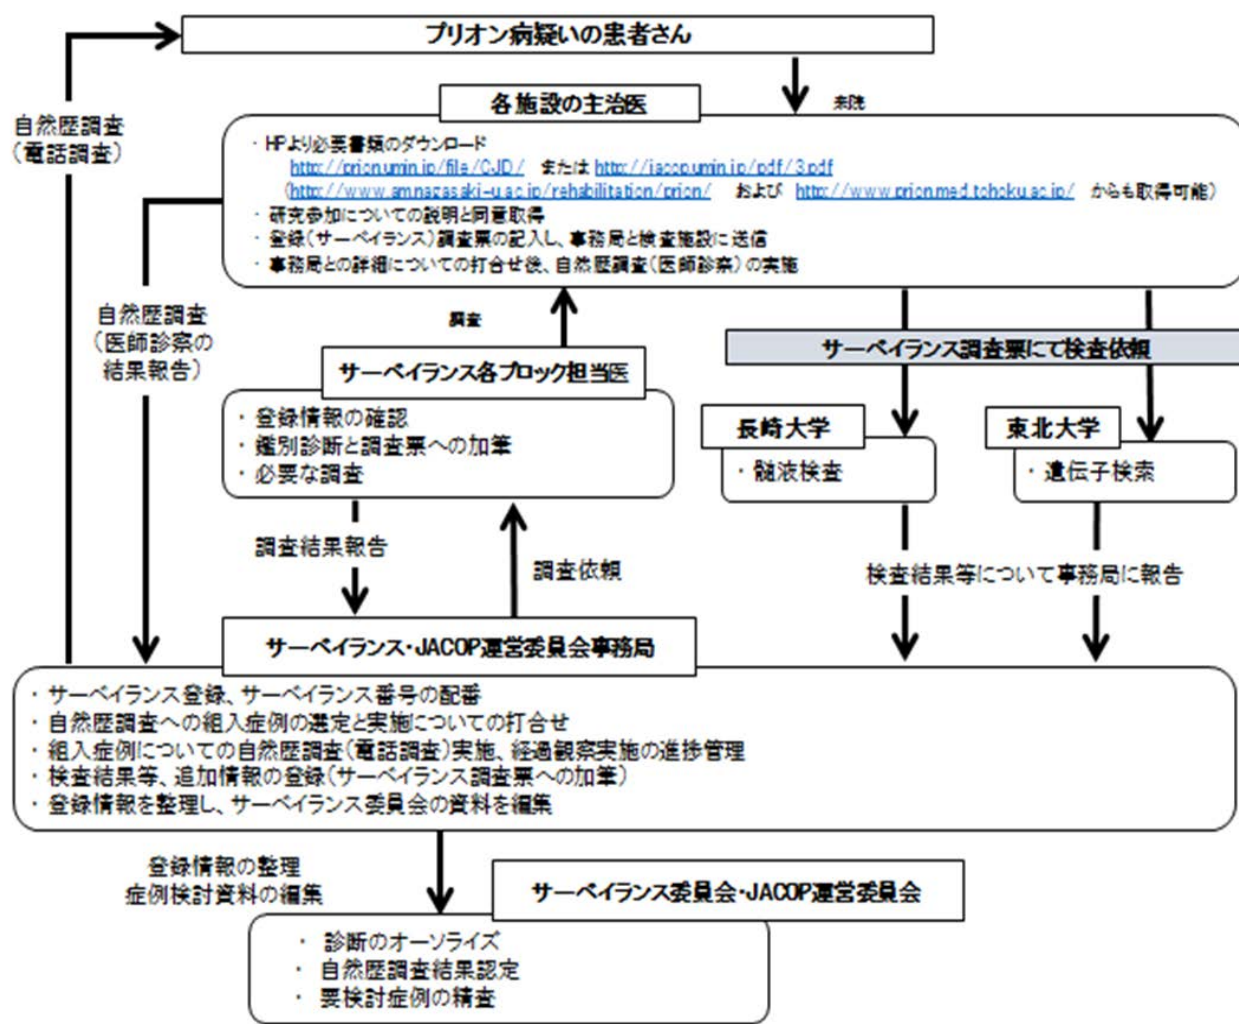 プリオン病疑いの患者さん
来院
各施設の主治医
自然歴調査
（電話調査）
・HPより必要書類のダウンロード
http://prion.umin.jp/file/CJD/ または http://jacop.umin.jp/pdf/3.pdf
（http://www.am.nagasaki-u.ac.jp/rehabilitation/prion/ および http://www.prion.med.tohoku.ac.jp/ からも取得可能）
・研究参加についての説明と同意取得
・登録（サーベイランス）調査票の記入し、事務局と検査施設に送信
・事務局との詳細についての打合せ後、自然歴調査（医師診察）の実施
自然歴調査
（医師診察の
結果報告）
調査
サーベイランス調査票にて検査依頼
サーベイランス各ブロック担当医
・登録情報の確認
・鑑別診断と調査票への加筆
・必要な調査
長崎大学
・髄液検査
東北大学
・遺伝子検索
調査結果報告
調査依頼
検査結果等について事務局に報告
サーベイランス・JACOP運営委員会事務局
・サーベイランス登録、サーベイランス番号の配番
・自然歴調査への組入症例の選定と実施についての打合せ
・組入症例についての自然歴調査（電話調査）実施、経過観察実施の進捗管理
・検査結果等、追加情報の登録（サーベイランス調査票への加筆）
・登録情報を整理し、サーベイランス委員会の資料を編集
登録情報の整理
症例検討資料の編集
サーベイランス委員会・JACOP運営委員会
・診断のオーソライズ
・自然歴調査結果認定
・要検討症例の精査